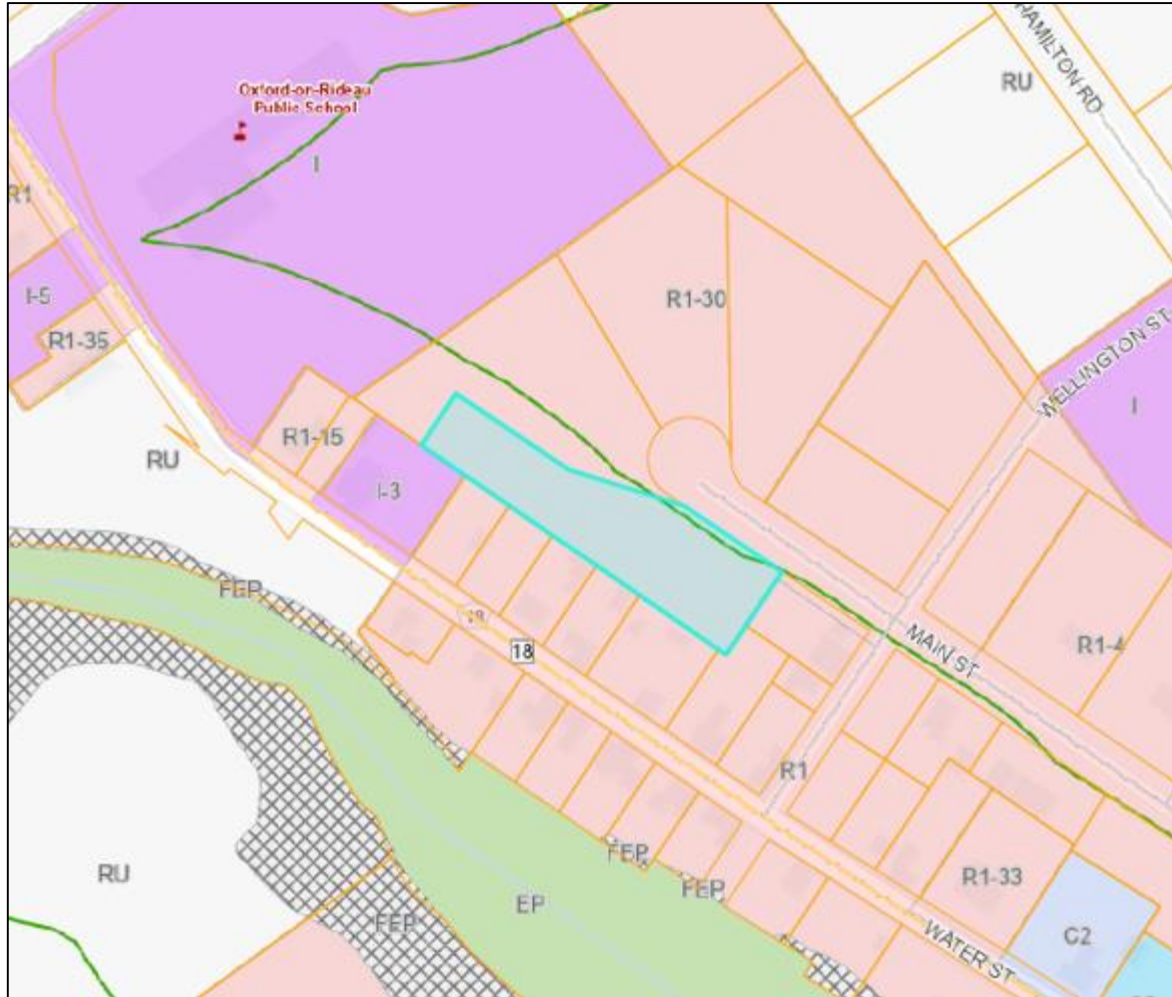 HAMILTON RD
RU
Oxford-on-Rideau
Public School
I
R1
I-5
R1-30
R1-35
WELLINGTON ST
I
R1-15
RU
I-3
FEP
18
18
MAIN ST
R1-4
R1
FEP
RU
R1-33
FEP
EP
FEP
FEP
WATER ST
C2